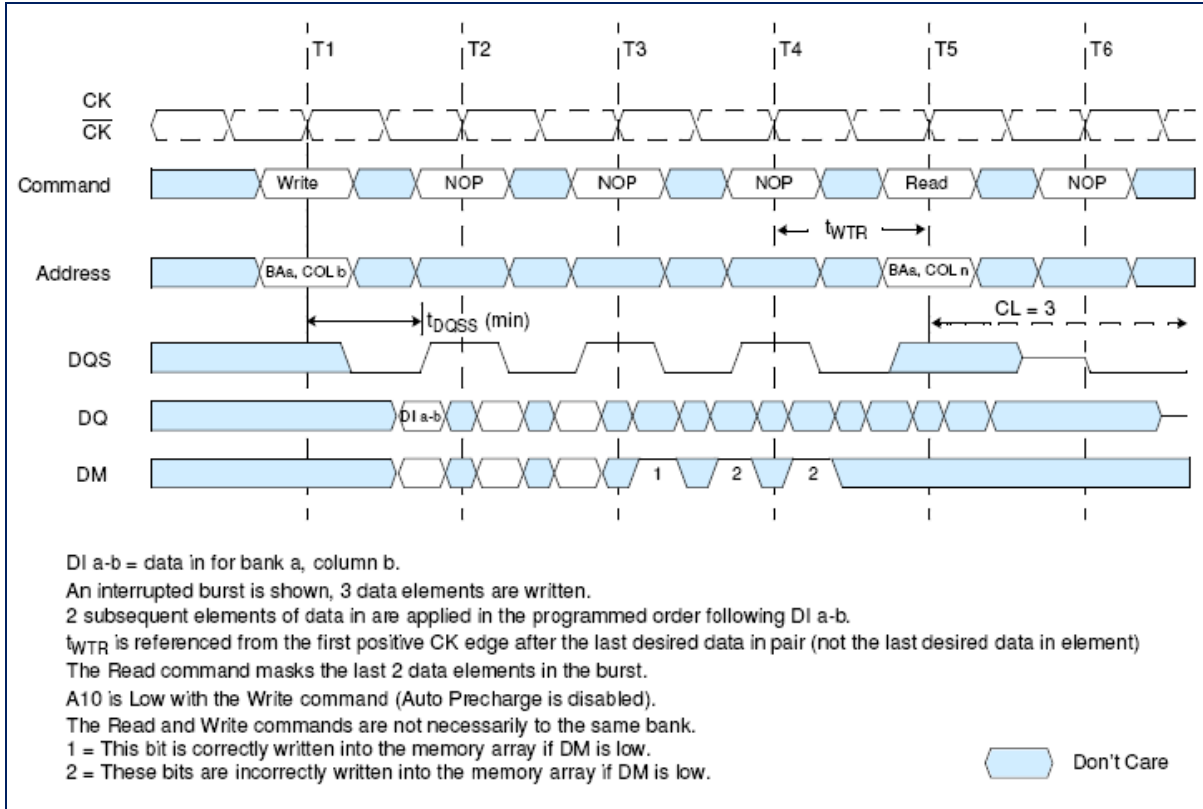 T1 T2 T3 T4 T5 T6
CK
CK
Command Write NOP NOP NOP Read NOP
tWTR
Address BAa, COL b BAa, COL n
tDQSS (min) CL = 3
DQS
DQ DI a-b
DM 1 2 2
DI a-b = data in for bank a, column b.
An interrupted burst is shown, 3 data elements are written.
2 subsequent elements of data in are applied in the programmed order following DI a-b.
tWTR is referenced from the first positive CK edge after the last desired data in pair (not the last desired data in element)
The Read command masks the last 2 data elements in the burst.
A10 is Low with the Write command (Auto Precharge is disabled).
The Read and Write commands are not necessarily to the same bank.
1 = This bit is correctly written into the memory array if DM is low.
2 = These bits are incorrectly written into the memory array if DM is low.
Don't Care